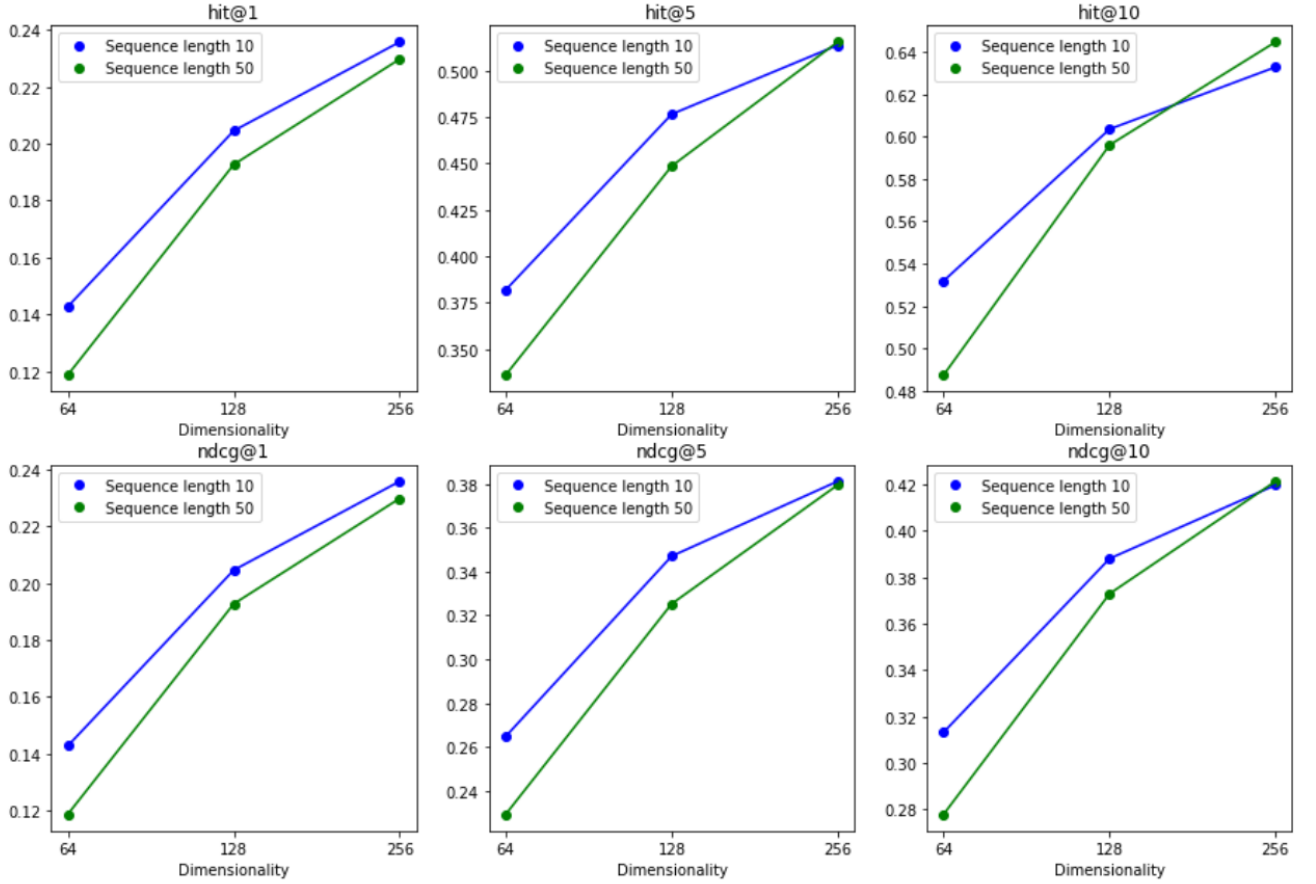 hit@1
Sequence length 10
Sequence length 50
0.24
0.22
0.20
0.18
0.16
0.14
0.12
64
128
256
Dimensionality
hit@5
Sequence length 10
Sequence length 50
0.500
0.475
0.450
0.425
0.400
0.375
0.350
64
128
256
Dimensionality
hit@10
Sequence length 10
Sequence length 50
0.64
0.62
0.60
0.58
0.56
0.54
0.52
0.50
0.48
64
128
256
Dimensionality
ndcg@1
Sequence length 10
Sequence length 50
0.24
0.22
0.20
0.18
0.16
0.14
0.12
64
128
256
Dimensionality
ndcg@5
Sequence length 10
Sequence length 50
0.38
0.36
0.34
0.32
0.30
0.28
0.26
0.24
64
128
256
Dimensionality
ndcg@10
Sequence length 10
Sequence length 50
0.42
0.40
0.38
0.36
0.34
0.32
0.30
0.28
64
128
256
Dimensionality